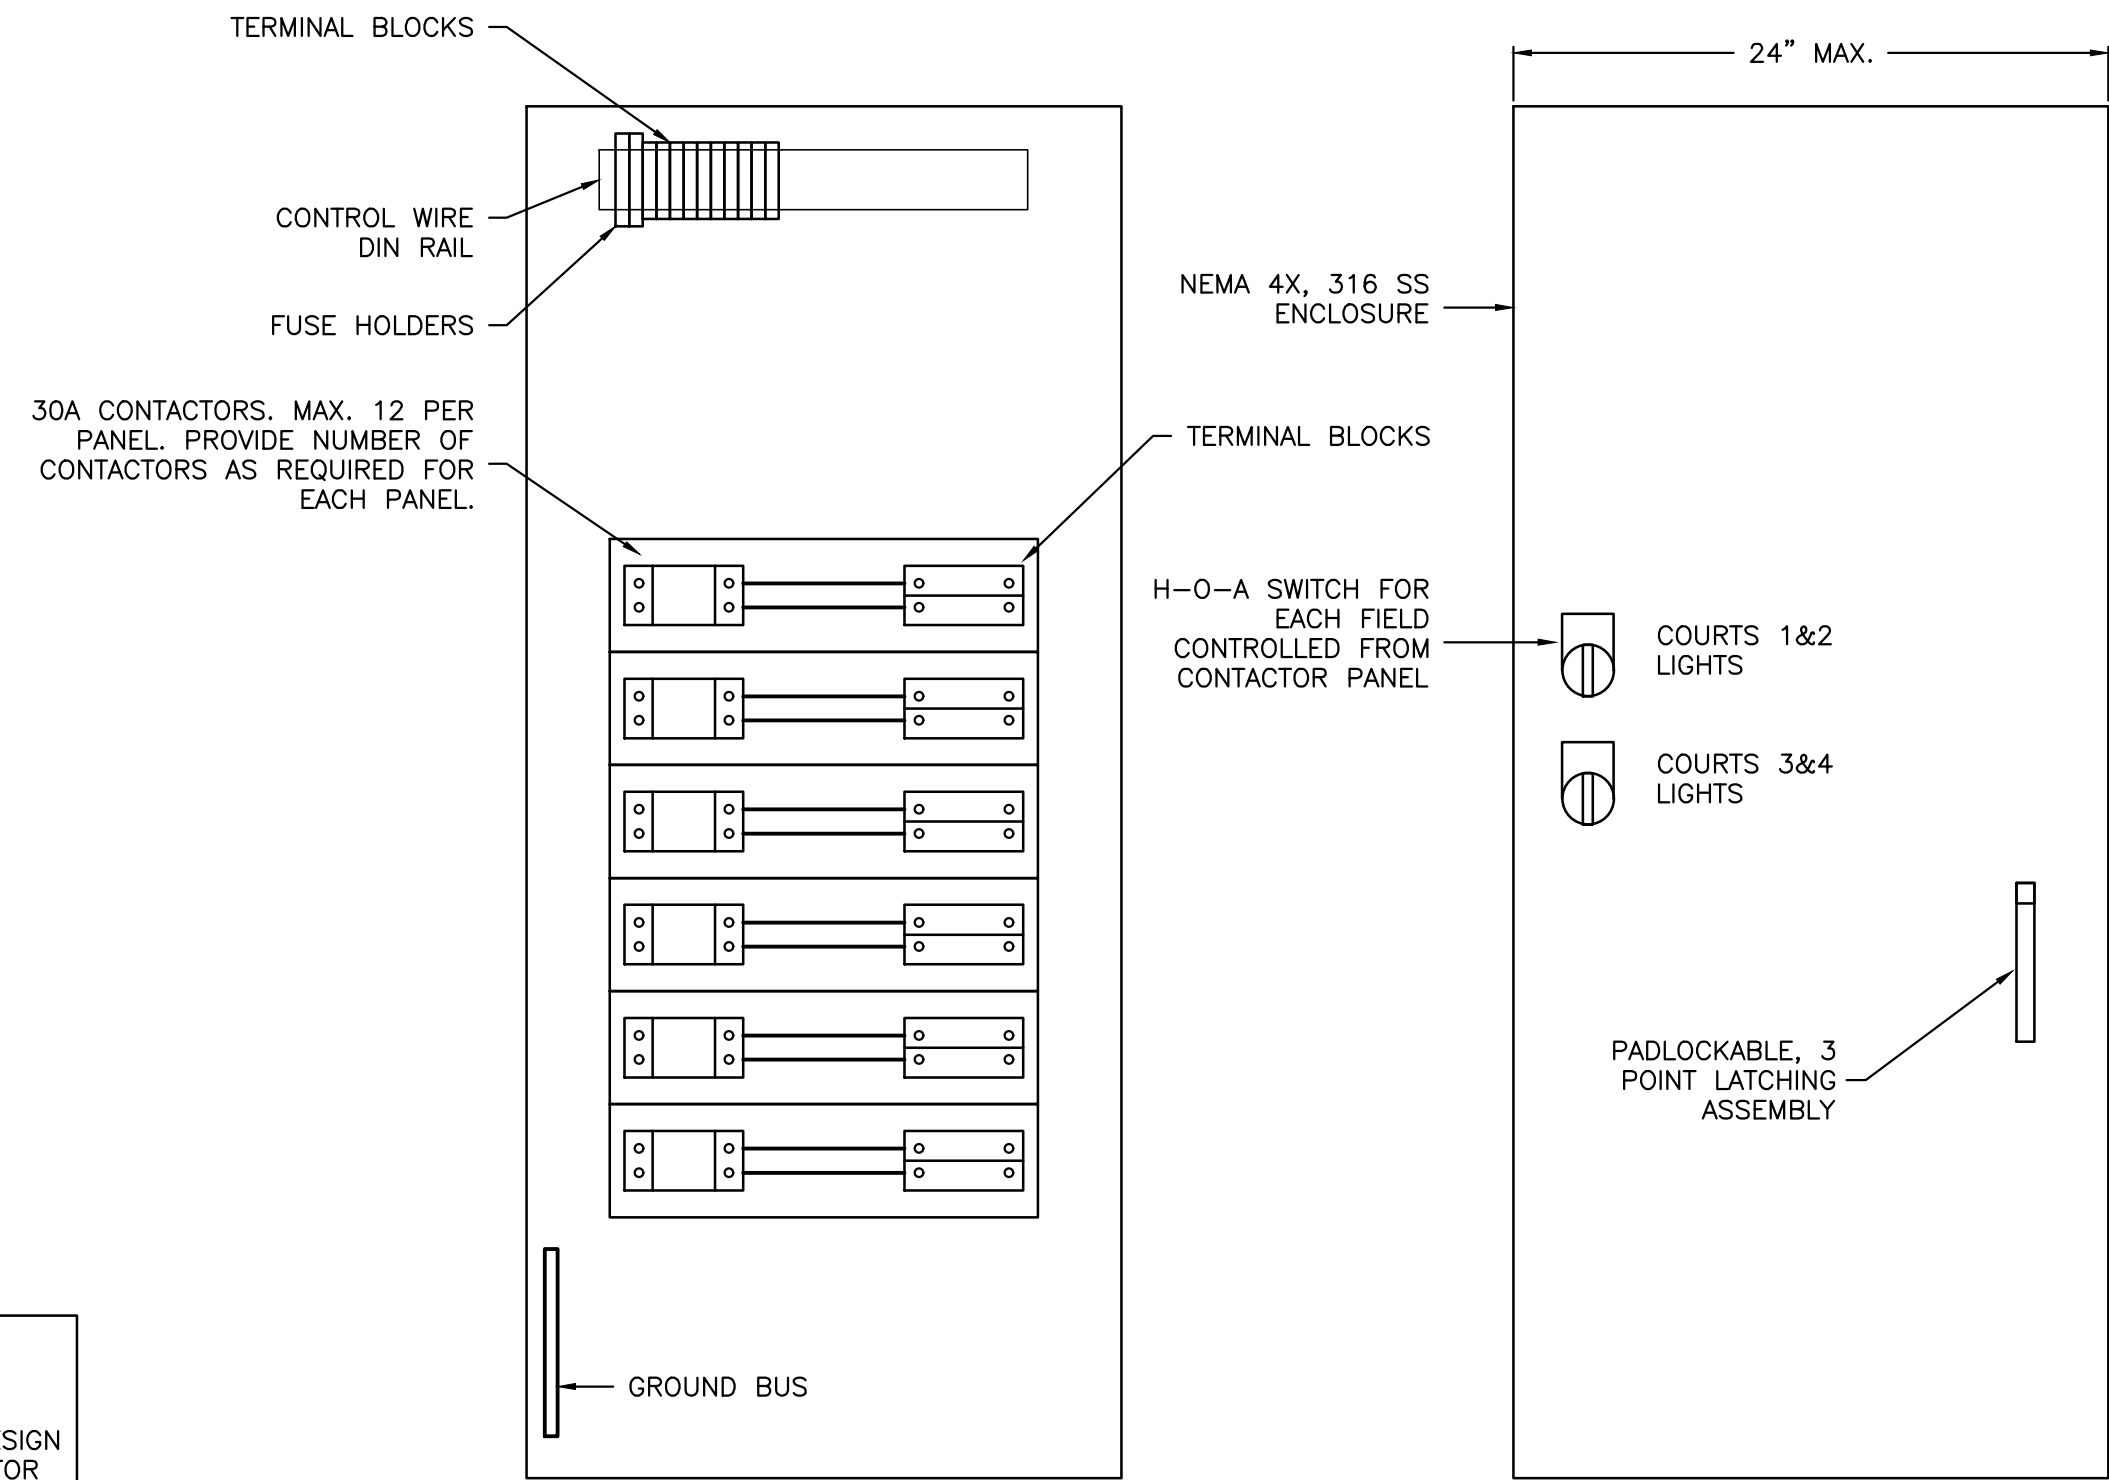 TERMINAL BLOCKS
CONTROL WIRE
DIN RAIL
FUSE HOLDERS
30A CONTACTORS. MAX. 12 PER
PANEL. PROVIDE NUMBER OF
CONTACTORS AS REQUIRED FOR
EACH PANEL.
TERMINAL BLOCKS
GROUND BUS
24” MAX.
NEMA 4X, 316 SS
ENCLOSURE
H-O-A SWITCH FOR
EACH FIELD
CONTROLLED FROM
CONTACTOR PANEL
COURTS 1&2
LIGHTS
COURTS 3&4
LIGHTS
PADLOCKABLE, 3
POINT LATCHING
ASSEMBLY